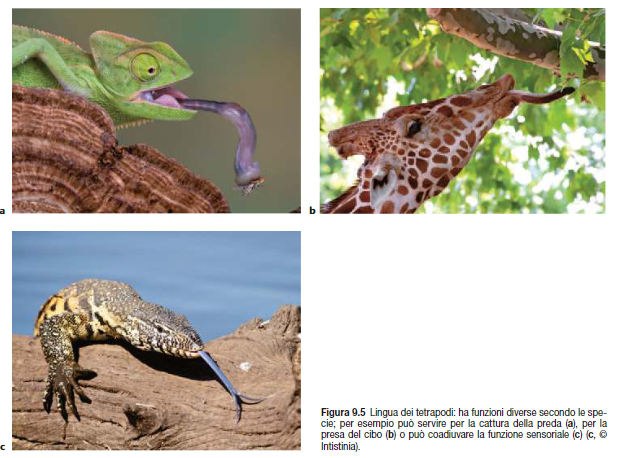 a
b
c
Figura 9.5 Lingua dei tetrapodi: ha funzioni diverse secondo le spe-
cie; per esempio può servire per la cattura della preda (a), per la
presa del cibo (b) o può coadiuvare la funzione sensoriale (c) (c, ©
Intistinia).